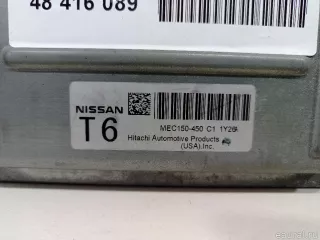 48 416 089
NISSAN
T6
MEC150-450 C1 1Y26
Hitachi Automotive Products
(USA),Inc.